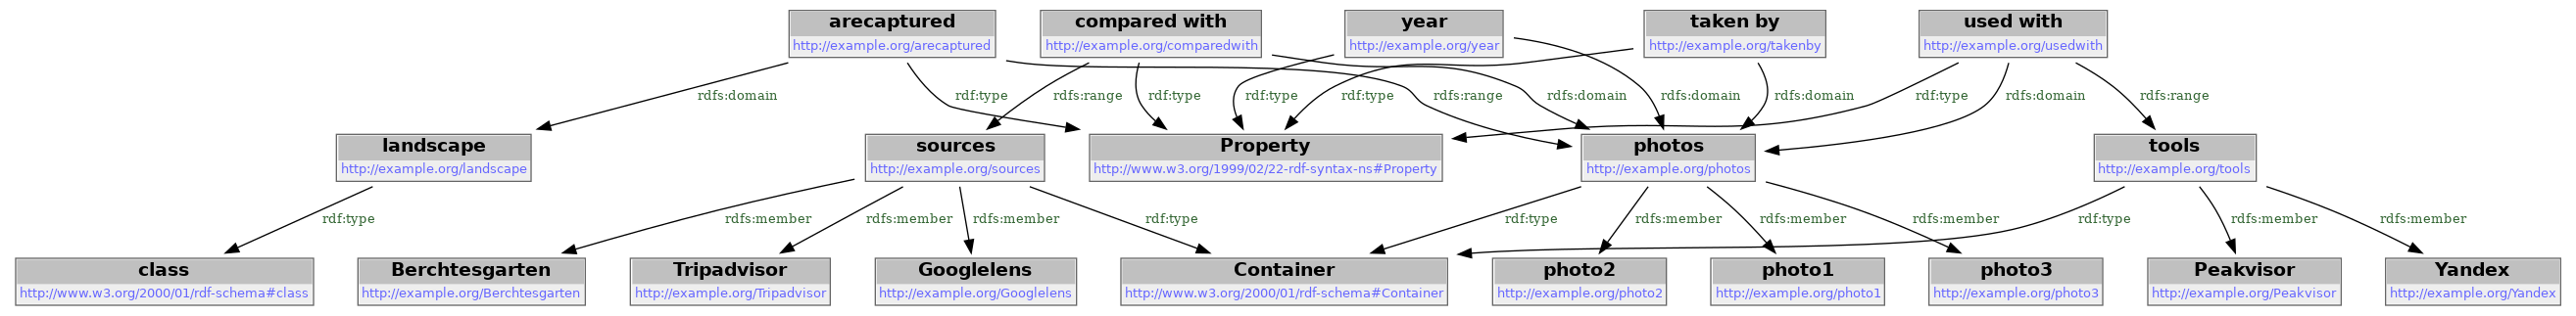 arecaptured
http://example.org/arecaptured
compared with
http://example.org/comparedwith
year
http://example.org/year
taken by
http://example.org/takenby
used with
http://example.org/usedwith
rdfs:domain
rdf:type
rdfs:range
rdf:type
rdf:type
rdf:type
rdfs:range
rdfs:domain
rdfs:domain
rdfs:domain
rdf:type
rdfs:domain
rdfs:range
landscape
http://example.org/landscape
sources
http://example.org/sources
Property
http://www.w3.org/1999/02/22-rdf-syntax-ns#Property
photos
http://example.org/photos
tools
http://example.org/tools
rdf:type
rdfs:member
rdfs:member
rdfs:member
rdf:type
rdf:type
rdfs:member
rdfs:member
rdfs:member
rdf:type
rdfs:member
rdfs:member
class
http://www.w3.org/2000/01/rdf-schema#class
Berchtesgarten
http://example.org/Berchtesgarten
Tripadvisor
http://example.org/Tripadvisor
Googlelens
http://example.org/Googlelens
Container
http://www.w3.org/2000/01/rdf-schema#Container
photo2
http://example.org/photo2
photo1
http://example.org/photo1
photo3
http://example.org/photo3
Peakvisor
http://example.org/Peakvisor
Yandex
http://example.org/Yandex